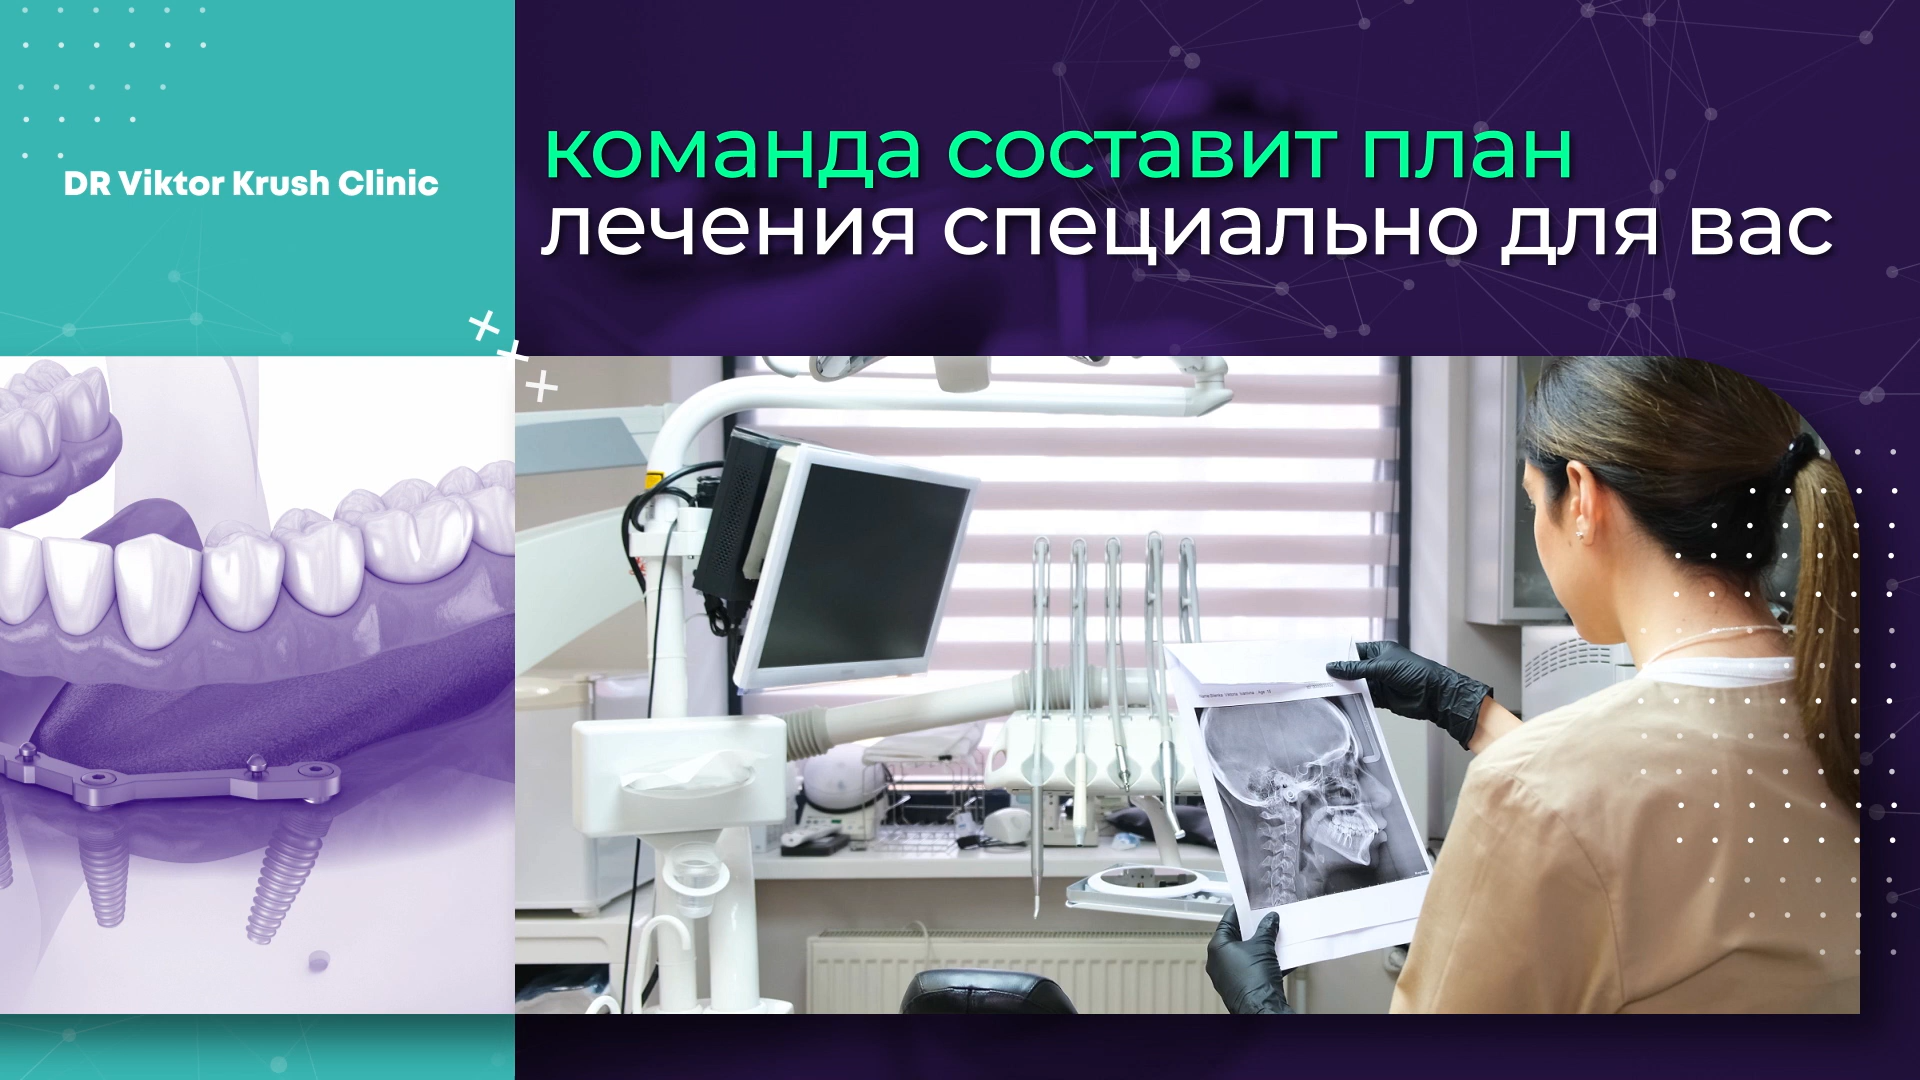 DR Viktor Krush Clinic
команда составит план
лечения специально для вас